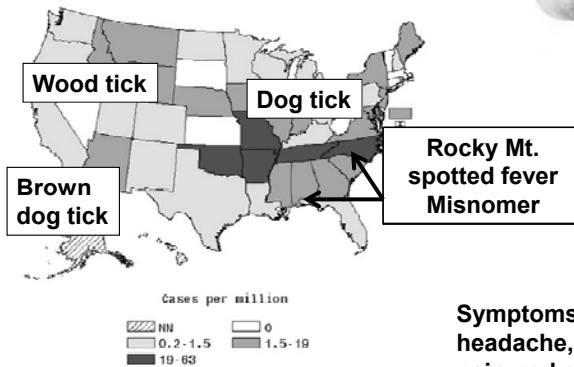 Wood tick
Dog tick
Brown
dog tick
Rocky Mt.
spotted fever
Misnomer
Cases per million
NN
0
0.2-1.5
1.5-19
19-63
Symptoms
headache,